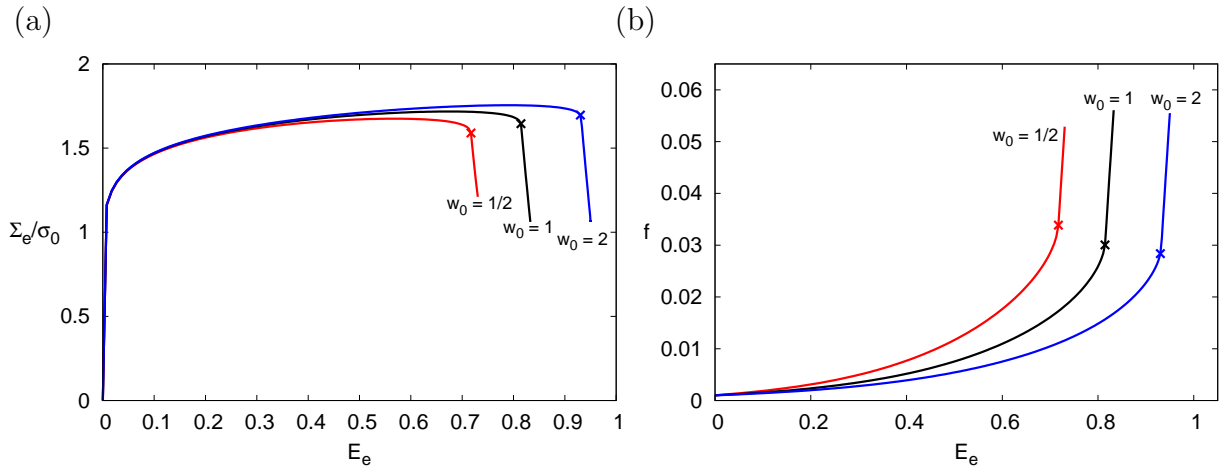 (a)
2
1.5
Σe/σ0
1
0.5
0
0 0.1 0.2 0.3 0.4 0.5 0.6 0.7 0.8 0.9 1
Ee
w0 = 1/2
w0 = 1
w0 = 2
(b)
0.06
0.05
0.04
f
0.03
0.02
0.01
0
0 0.2 0.4 0.6 0.8 1
Ee
w0 = 1 w0 = 2
w0 = 1/2